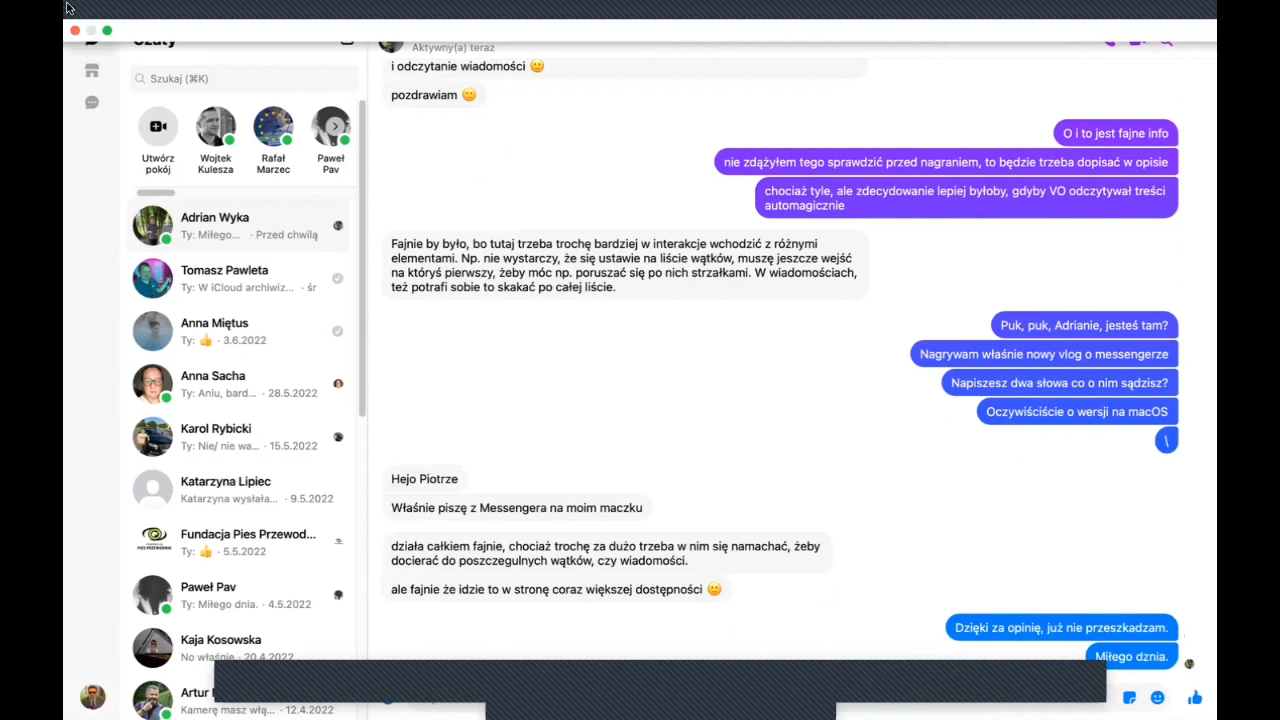 Czaty
Szukaj (⌘K)
Utwórz
pokój
Wojtek
Kulesza
Rafał
Marzec
Paweł
Pav
Adrian Wyka
Ty: Miłego... · Przed chwilą
Tomasz Pawleta
Ty: W iCloud archiwiz... · śr
Anna Miętus
Ty: 👍 · 3.6.2022
Anna Sacha
Ty: Aniu, bard... · 28.5.2022
Karol Rybicki
Ty: Nie/ nie wa... · 15.5.2022
Katarzyna Lipiec
Katarzyna wysłała... · 9.5.2022
Fundacja Pies Przewod...
Ty: 👍 · 5.5.2022
Paweł Pav
Ty: Miłego dnia. · 4.5.2022
Kaja Kosowska
No właśnie · 20.4.2022
Artur
Kamerę masz włą... · 12.4.2022
Aktywny(a) teraz
i odczytanie wiadomości 🙂
pozdrawiam 🙂
O i to jest fajne info
nie zdążyłem tego sprawdzić przed nagraniem, to będzie trzeba dopisać w opisie
chociaż tyle, ale zdecydowanie lepiej byłoby, gdyby VO odczytywał treści
automagicznie
Fajnie by było, bo tutaj trzeba trochę bardziej w interakcje wchodzić z różnymi
elementami. Np. nie wystarczy, że się ustawie na liście wątków, muszę jeszcze wejść
na któryś pierwszy, żeby móc np. poruszać się po nich strzałkami. W wiadomościach,
też potrafi sobie to skakać po całej liście.
Puk, puk, Adrianie, jesteś tam?
Nagrywam właśnie nowy vlog o messengerze
Napiszesz dwa słowa co o nim sądzisz?
Oczywiściście o wersji na macOS
\
Hejo Piotrze
Właśnie piszę z Messengera na moim maczku
działa całkiem fajnie, chociaż trochę za dużo trzeba w nim się namachać, żeby
docierać do poszczegulnych wątków, czy wiadomości.
ale fajnie że idzie to w stronę coraz większej dostępności 🙂
Dzięki za opinię, już nie przeszkadzam.
Miłego dznia.